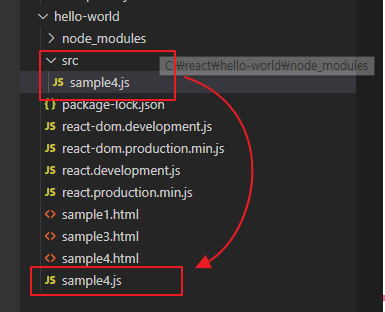 hello-world
node_modules
src
C:₩react₩hello-world₩node_modules
JS sample4.js
{} package-lock.json
JS react-dom.development.js
JS react-dom.production.min.js
JS react.development.js
JS react.production.min.js
<> sample1.html
<> sample3.html
<> sample4.html
JS sample4.js